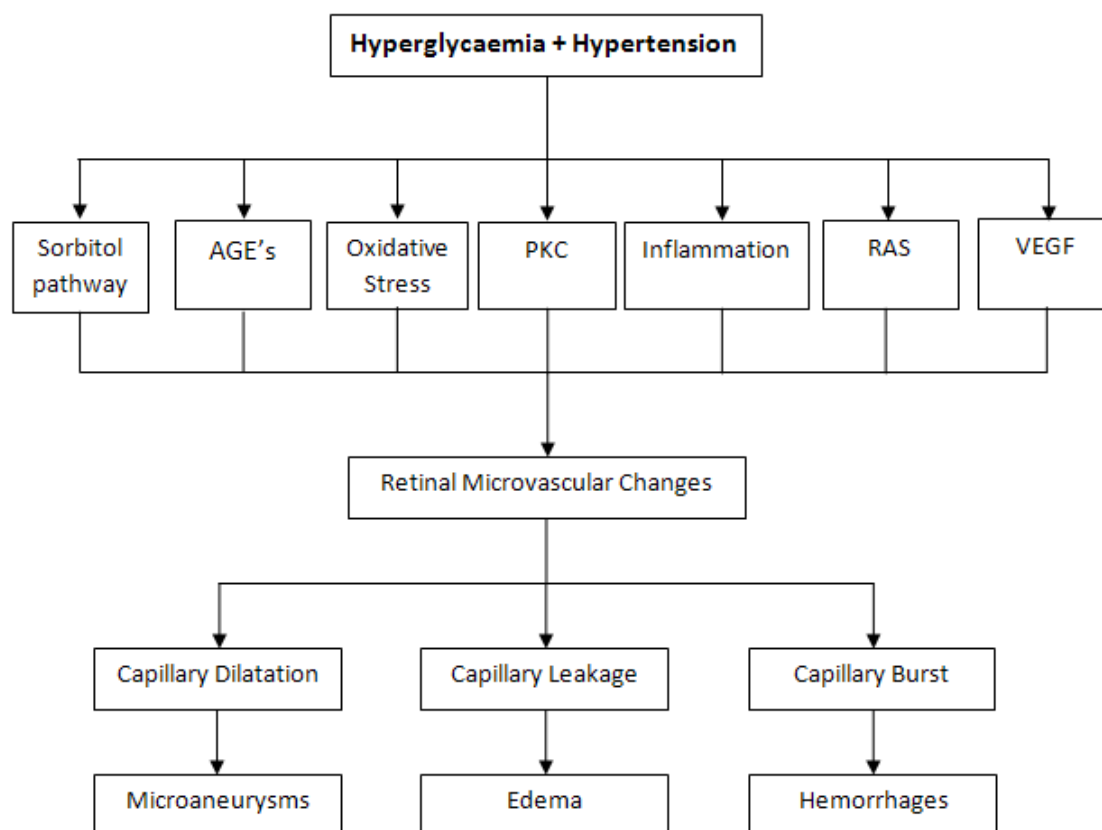 Hyperglycaemia + Hypertension
Sorbitol
pathway
AGE's
Oxidative
Stress
PKC
Inflammation
RAS
VEGF
Retinal Microvascular Changes
Capillary Dilatation
Capillary Leakage
Capillary Burst
Microaneurysms
Edema
Hemorrhages